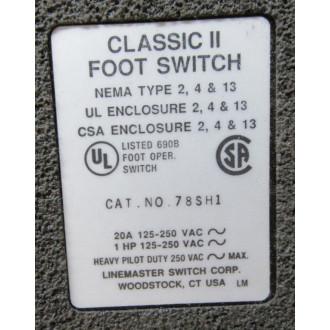 CLASSIC II
FOOT SWITCH
NEMA TYPE 2, 4 & 13
UL ENCLOSURE 2, 4 & 13
CSA ENCLOSURE 2, 4 & 13
UL LISTED 690B
FOOT OPER.
SWITCH
SA
CAT. NO. 78SH1
20A 125-250 VAC ~
1 HP 125-250 VAC ~
HEAVY PILOT DUTY 250 VAC ~ MAX.
LINEMASTER SWITCH CORP.
WOODSTOCK, CT USA LM